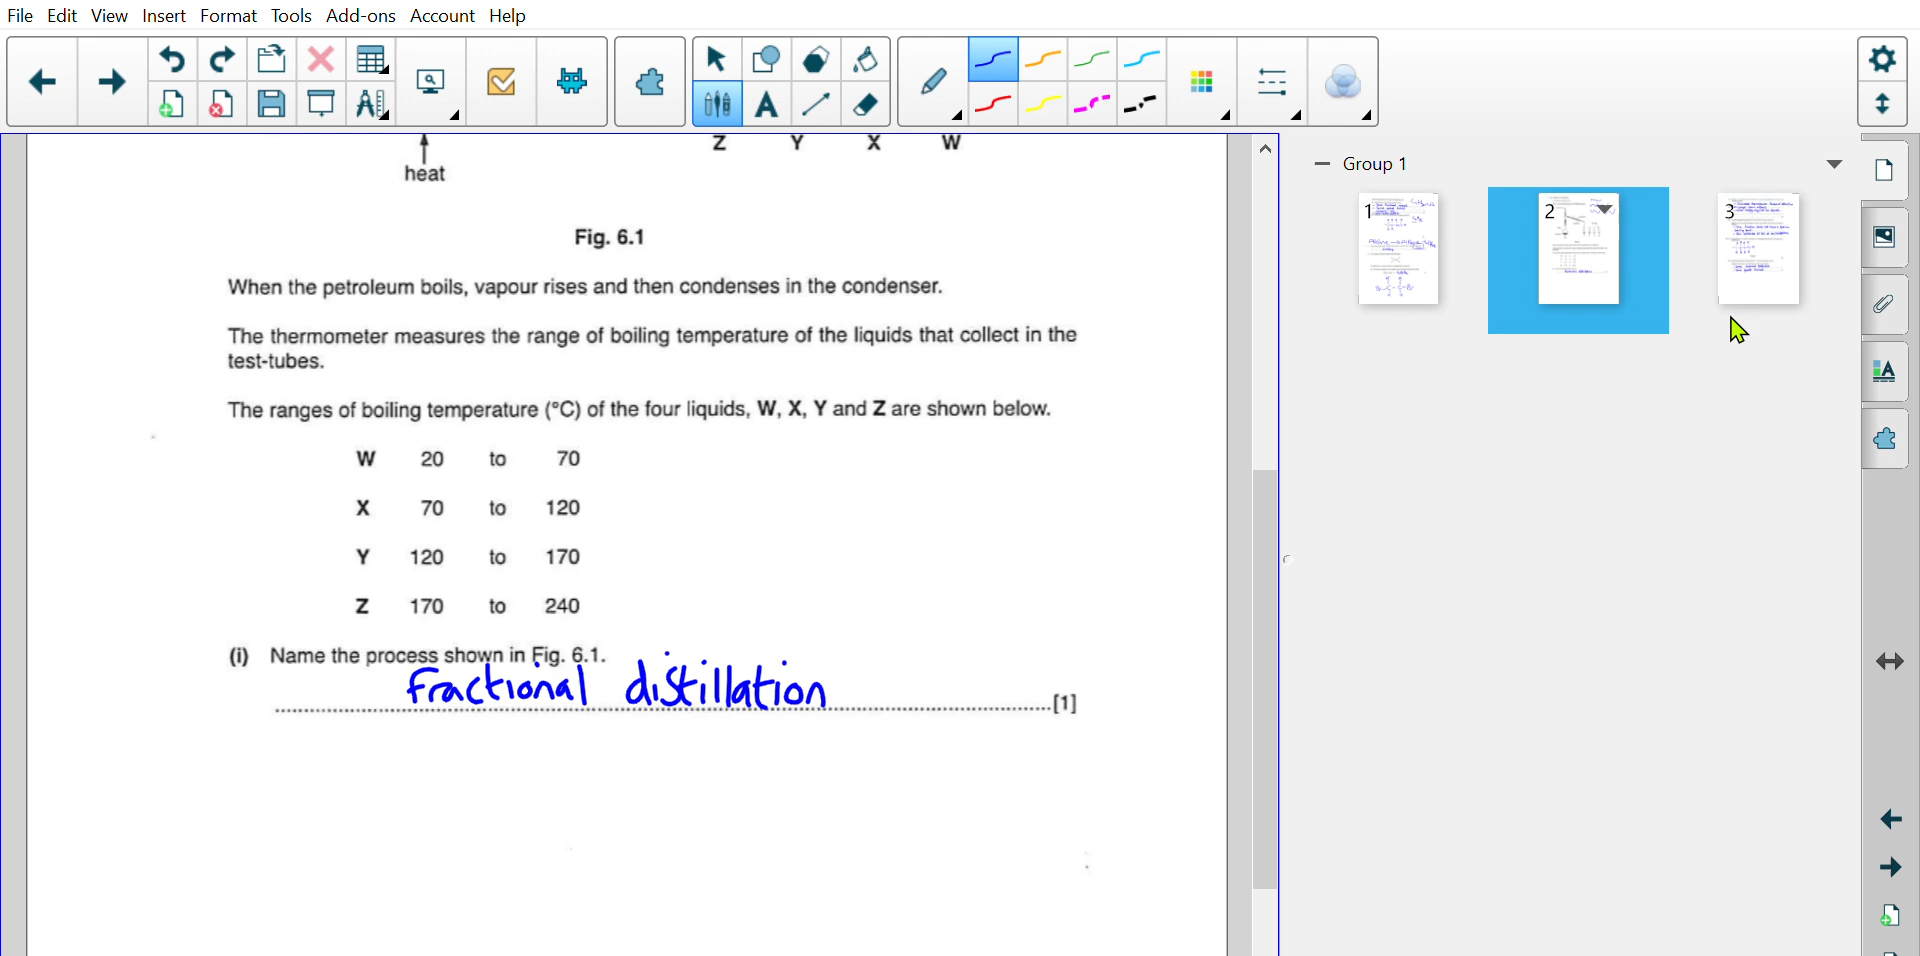 File Edit View Insert Format Tools Add-ons Account Help
Z Y X W
heat
Fig. 6.1
When the petroleum boils, vapour rises and then condenses in the condenser.
The thermometer measures the range of boiling temperature of the liquids that collect in the
test-tubes.
The ranges of boiling temperature (°C) of the four liquids, W, X, Y and Z are shown below.
W 20 to 70
X 70 to 120
Y 120 to 170
Z 170 to 240
(i) Name the process shown in Fig. 6.1.
fractional distillation
[1]
Group 1
1 2 3